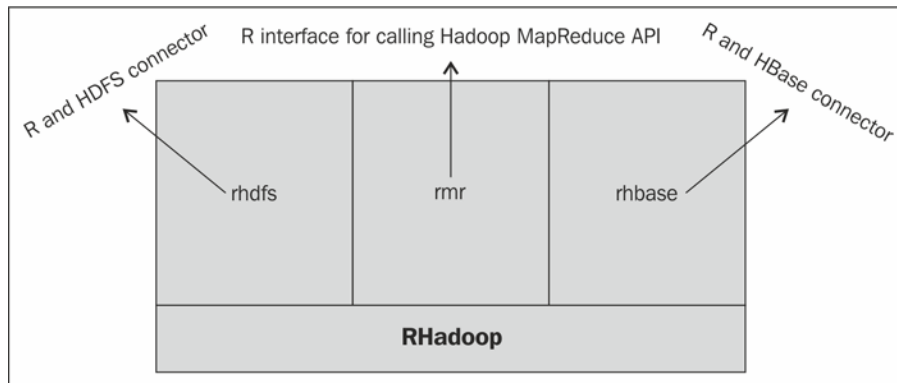 R interface for calling Hadoop MapReduce API
R and HDFS connector
R and HBase connector
rhdfs
rmr
rhbase
RHadoop